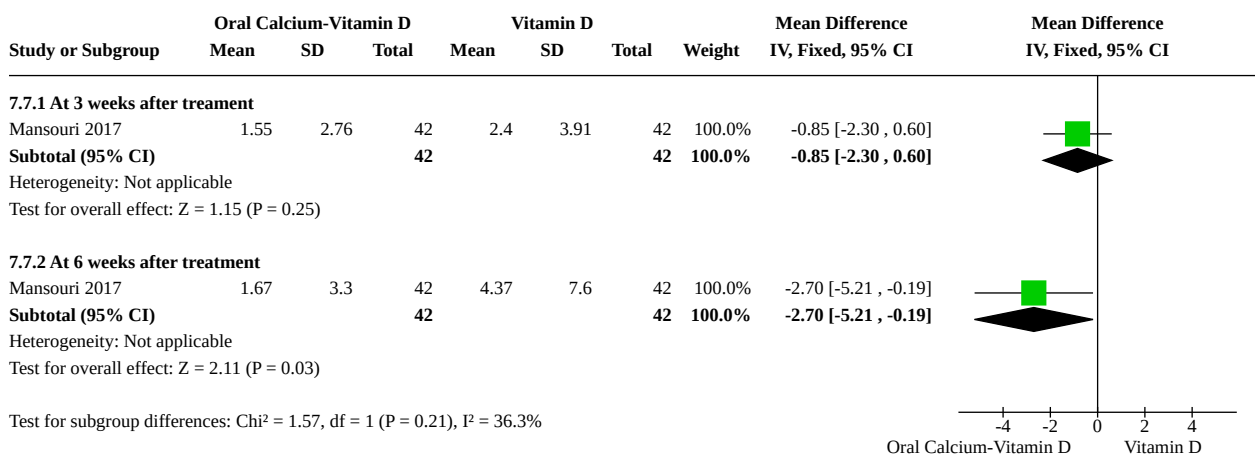 Oral Calcium-Vitamin D Vitamin D Mean Difference Mean Difference
Study or Subgroup Mean SD Total Mean SD Total Weight IV, Fixed, 95% CI IV, Fixed, 95% CI
7.7.1 At 3 weeks after treament
Mansouri 2017 1.55 2.76 42 2.4 3.91 42 100.0% -0.85 [-2.30 , 0.60]
Subtotal (95% CI) 42 42 100.0% -0.85 [-2.30 , 0.60]
Heterogeneity: Not applicable
Test for overall effect: Z = 1.15 (P = 0.25)
7.7.2 At 6 weeks after treatment
Mansouri 2017 1.67 3.3 42 4.37 7.6 42 100.0% -2.70 [-5.21 , -0.19]
Subtotal (95% CI) 42 42 100.0% -2.70 [-5.21 , -0.19]
Heterogeneity: Not applicable
Test for overall effect: Z = 2.11 (P = 0.03)
Test for subgroup differences: Chi² = 1.57, df = 1 (P = 0.21), I² = 36.3%
-4 -2 0 2 4
Oral Calcium-Vitamin D Vitamin D